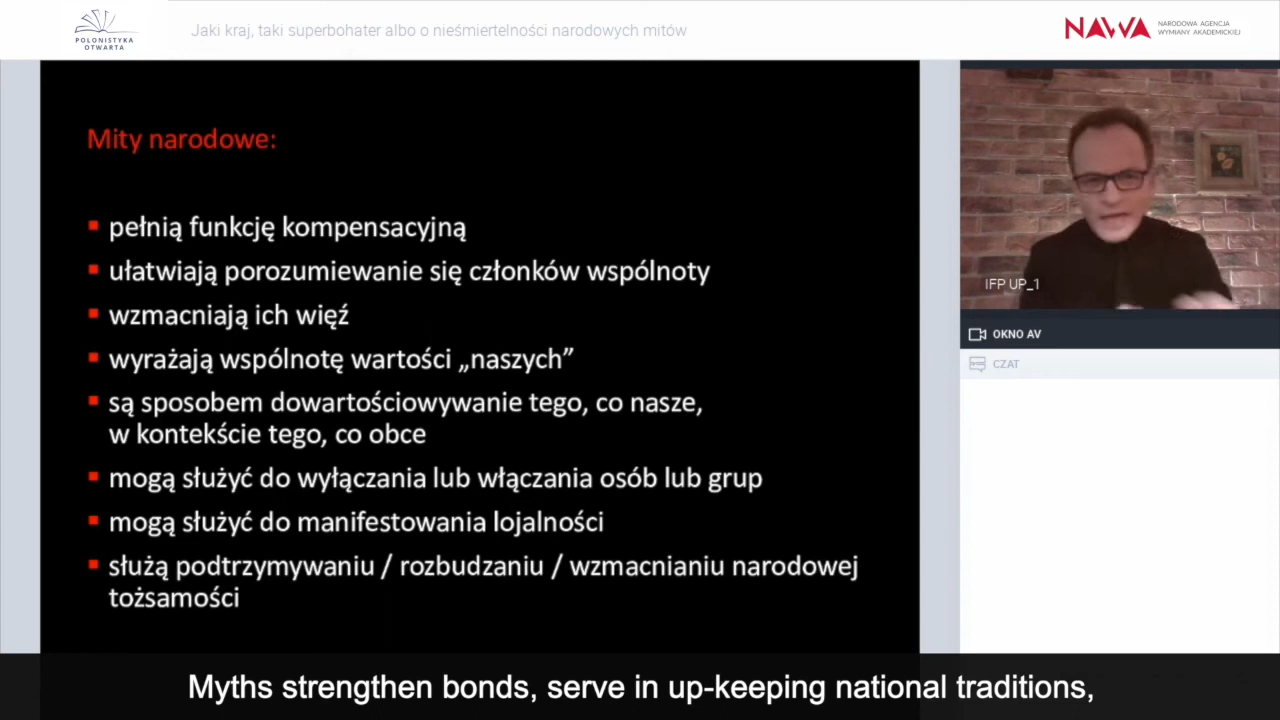 POLONISTYKA
OTWARTA
Jaki kraj, taki superbohater albo o nieśmiertelności narodowych mitów
NAWA
NARODOWA AGENCJA
WYMIANY AKADEMICKIEJ
Mity narodowe:
pełnią funkcję kompensacyjną
ułatwiają porozumiewanie się członków wspólnoty
wzmacniają ich więź
wyrażają wspólnotę wartości „naszych”
są sposobem dowartościowywanie tego, co nasze,
w kontekście tego, co obce
mogą służyć do wyłączania lub włączania osób lub grup
mogą służyć do manifestowania lojalności
służą podtrzymywaniu / rozbudzaniu / wzmacnianiu narodowej
tożsamości
IFP UP_1
OKNO AV
CZAT
Myths strengthen bonds, serve in up-keeping national traditions,